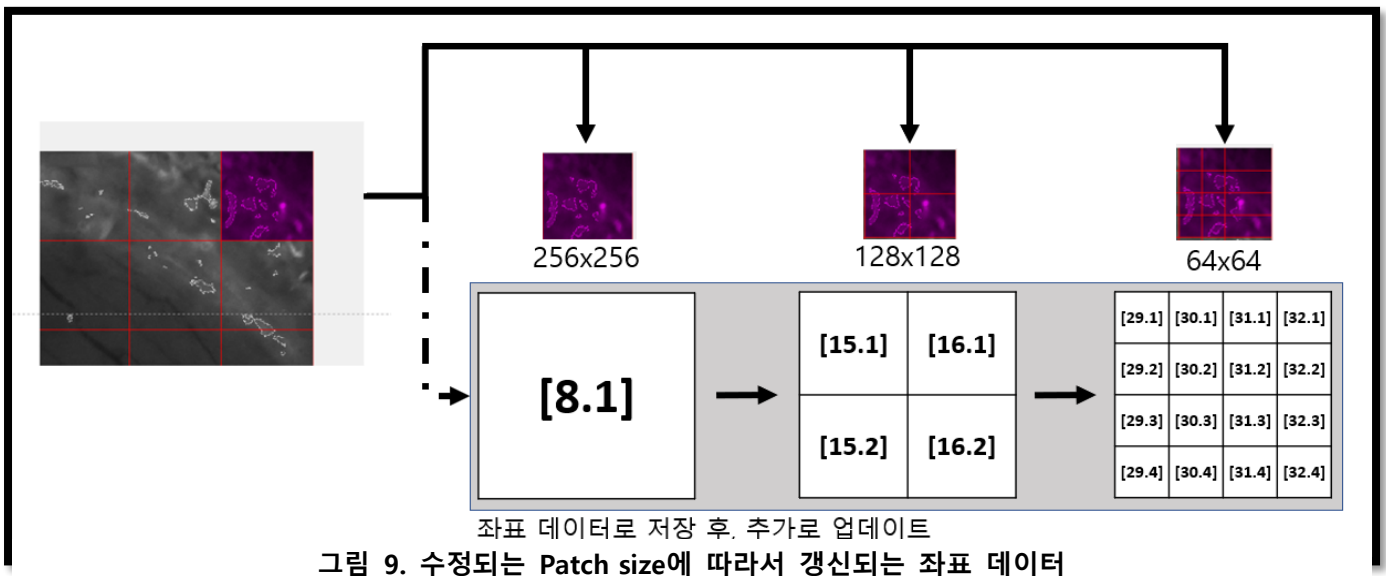 256x256
128x128
64x64
[8.1]
[15.1] [16.1]
[15.2] [16.2]
[29.1] [30.1] [31.1] [32.1]
[29.2] [30.2] [31.2] [32.2]
[29.3] [30.3] [31.3] [32.3]
[29.4] [30.4] [31.4] [32.4]
좌표 데이터로 저장 후, 추가로 업데이트
그림 9. 수정되는 Patch size에 따라서 갱신되는 좌표 데이터